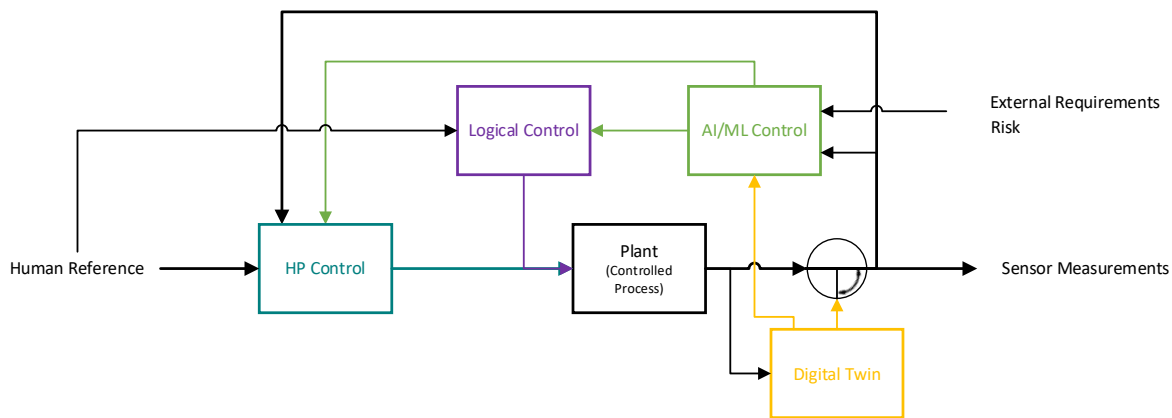 External Requirements
Risk
Logical Control
AI/ML Control
Human Reference
HP Control
Plant
(Controlled
Process)
Sensor Measurements
Digital Twin